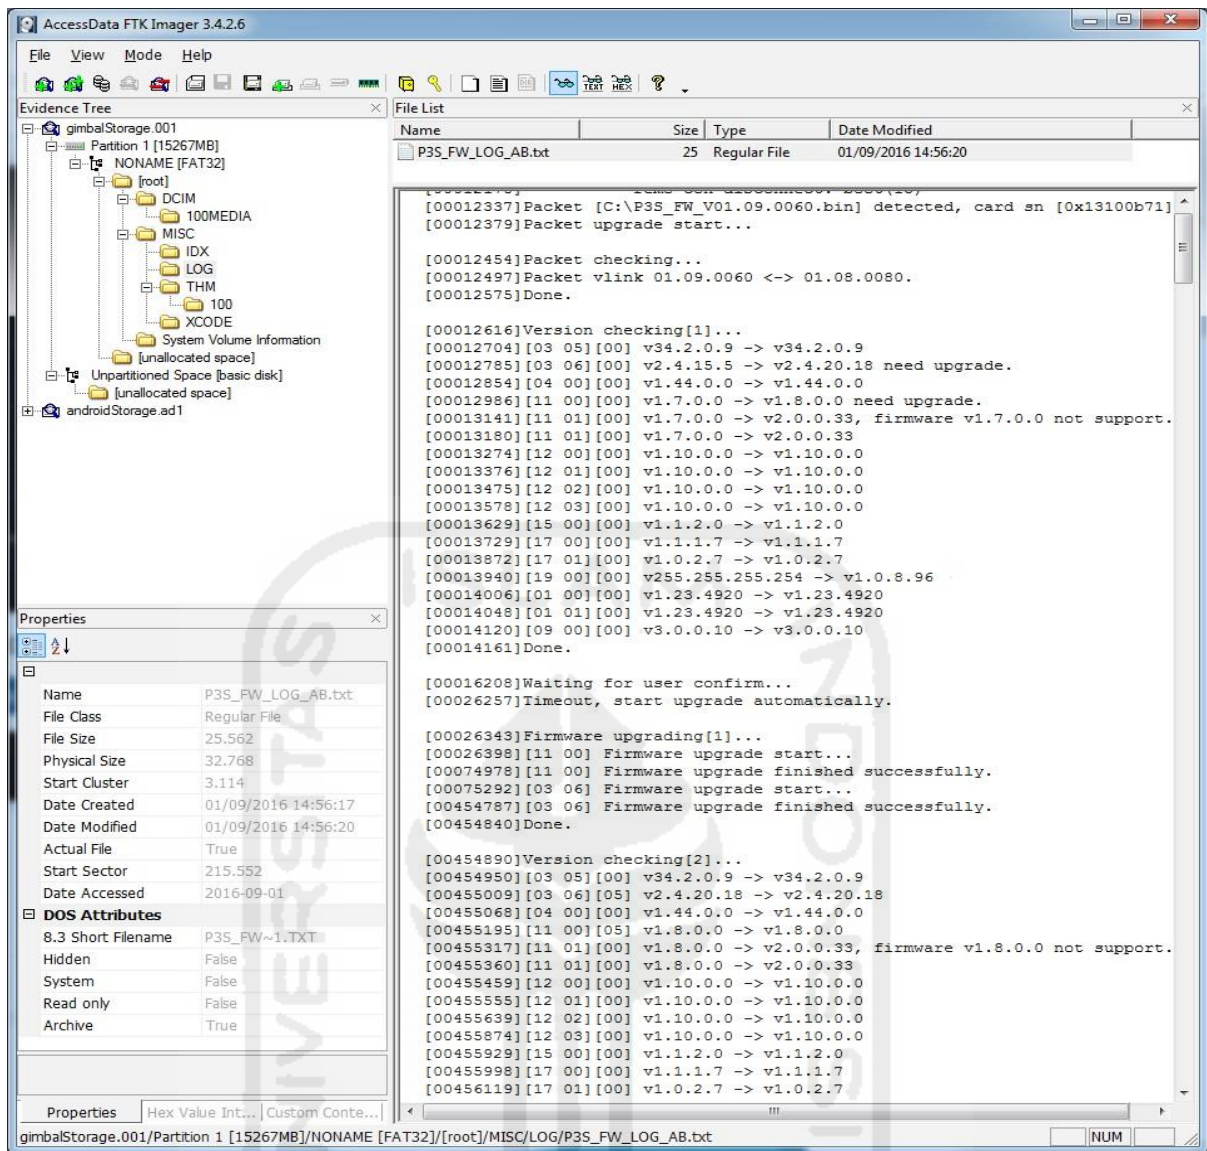 AccessData FTK Imager 3.4.2.6
File View Mode Help
Evidence Tree
gimbalStorage.001
Partition 1 [15267MB]
NONAME [FAT32]
[root]
DCIM
100MEDIA
MISC
IDX
LOG
THM
100
XCODE
System Volume Information
[unallocated space]
Unpartitioned Space [basic disk]
[unallocated space]
androidStorage.ad1
File List
Name Size Type Date Modified
P3S_FW_LOG_AB.txt 25 Regular File 01/09/2016 14:56:20
[00012337]Packet [C:\P3S_FW_V01.09.0060.bin] detected, card sn [0x13100b71]
[00012379]Packet upgrade start...
[00012454]Packet checking...
[00012497]Packet vlink 01.09.0060 <-> 01.08.0080.
[00012575]Done.
[00012616]Version checking[1]...
[00012704][03 05][00] v34.2.0.9 -> v34.2.0.9
[00012785][03 06][00] v2.4.15.5 -> v2.4.20.18 need upgrade.
[00012854][04 00][00] v1.44.0.0 -> v1.44.0.0
[00012986][11 00][00] v1.7.0.0 -> v1.8.0.0 need upgrade.
[00013141][11 01][00] v1.7.0.0 -> v2.0.0.33, firmware v1.7.0.0 not support.
[00013180][11 01][00] v1.7.0.0 -> v2.0.0.33
[00013274][12 00][00] v1.10.0.0 -> v1.10.0.0
[00013376][12 01][00] v1.10.0.0 -> v1.10.0.0
[00013475][12 02][00] v1.10.0.0 -> v1.10.0.0
[00013578][12 03][00] v1.10.0.0 -> v1.10.0.0
[00013629][15 00][00] v1.1.2.0 -> v1.1.2.0
[00013729][17 00][00] v1.1.1.7 -> v1.1.1.7
[00013872][17 01][00] v1.0.2.7 -> v1.0.2.7
[00013940][19 00][00] v255.255.255.254 -> v1.0.8.96
[00014006][01 00][00] v1.23.4920 -> v1.23.4920
[00014048][01 01][00] v1.23.4920 -> v1.23.4920
[00014120][09 00][00] v3.0.0.10 -> v3.0.0.10
[00014161]Done.
[00016208]Waiting for user confirm...
[00026257]Timeout, start upgrade automatically.
[00026343]Firmware upgrading[1]...
[00026398][11 00] Firmware upgrade start...
[00074978][11 00] Firmware upgrade finished successfully.
[00075292][03 06] Firmware upgrade start...
[00454787][03 06] Firmware upgrade finished successfully.
[00454840]Done.
[00454890]Version checking[2]...
[00454950][03 05][00] v34.2.0.9 -> v34.2.0.9
[00455009][03 06][05] v2.4.20.18 -> v2.4.20.18
[00455068][04 00][00] v1.44.0.0 -> v1.44.0.0
[00455195][11 00][05] v1.8.0.0 -> v1.8.0.0
[00455317][11 01][00] v1.8.0.0 -> v2.0.0.33, firmware v1.8.0.0 not support.
[00455360][11 01][00] v1.8.0.0 -> v2.0.0.33
[00455459][12 00][00] v1.10.0.0 -> v1.10.0.0
[00455555][12 01][00] v1.10.0.0 -> v1.10.0.0
[00455639][12 02][00] v1.10.0.0 -> v1.10.0.0
[00455874][12 03][00] v1.10.0.0 -> v1.10.0.0
[00455929][15 00][00] v1.1.2.0 -> v1.1.2.0
[00455998][17 00][00] v1.1.1.7 -> v1.1.1.7
[00456119][17 01][00] v1.0.2.7 -> v1.0.2.7
Properties
Name P3S_FW_LOG_AB.txt
File Class Regular File
File Size 25.562
Physical Size 32.768
Start Cluster 3.114
Date Created 01/09/2016 14:56:17
Date Modified 01/09/2016 14:56:20
Actual File True
Start Sector 215.552
Date Accessed 2016-09-01
DOS Attributes
8.3 Short Filename P3S_FW~1.TXT
Hidden False
System False
Read only False
Archive True
Properties Hex Value Int... Custom Conte...
gimbalStorage.001/Partition 1 [15267MB]/NONAME [FAT32]/[root]/MISC/LOG/P3S_FW_LOG_AB.txt
NUM
ISLAM
UNIVERSITAS